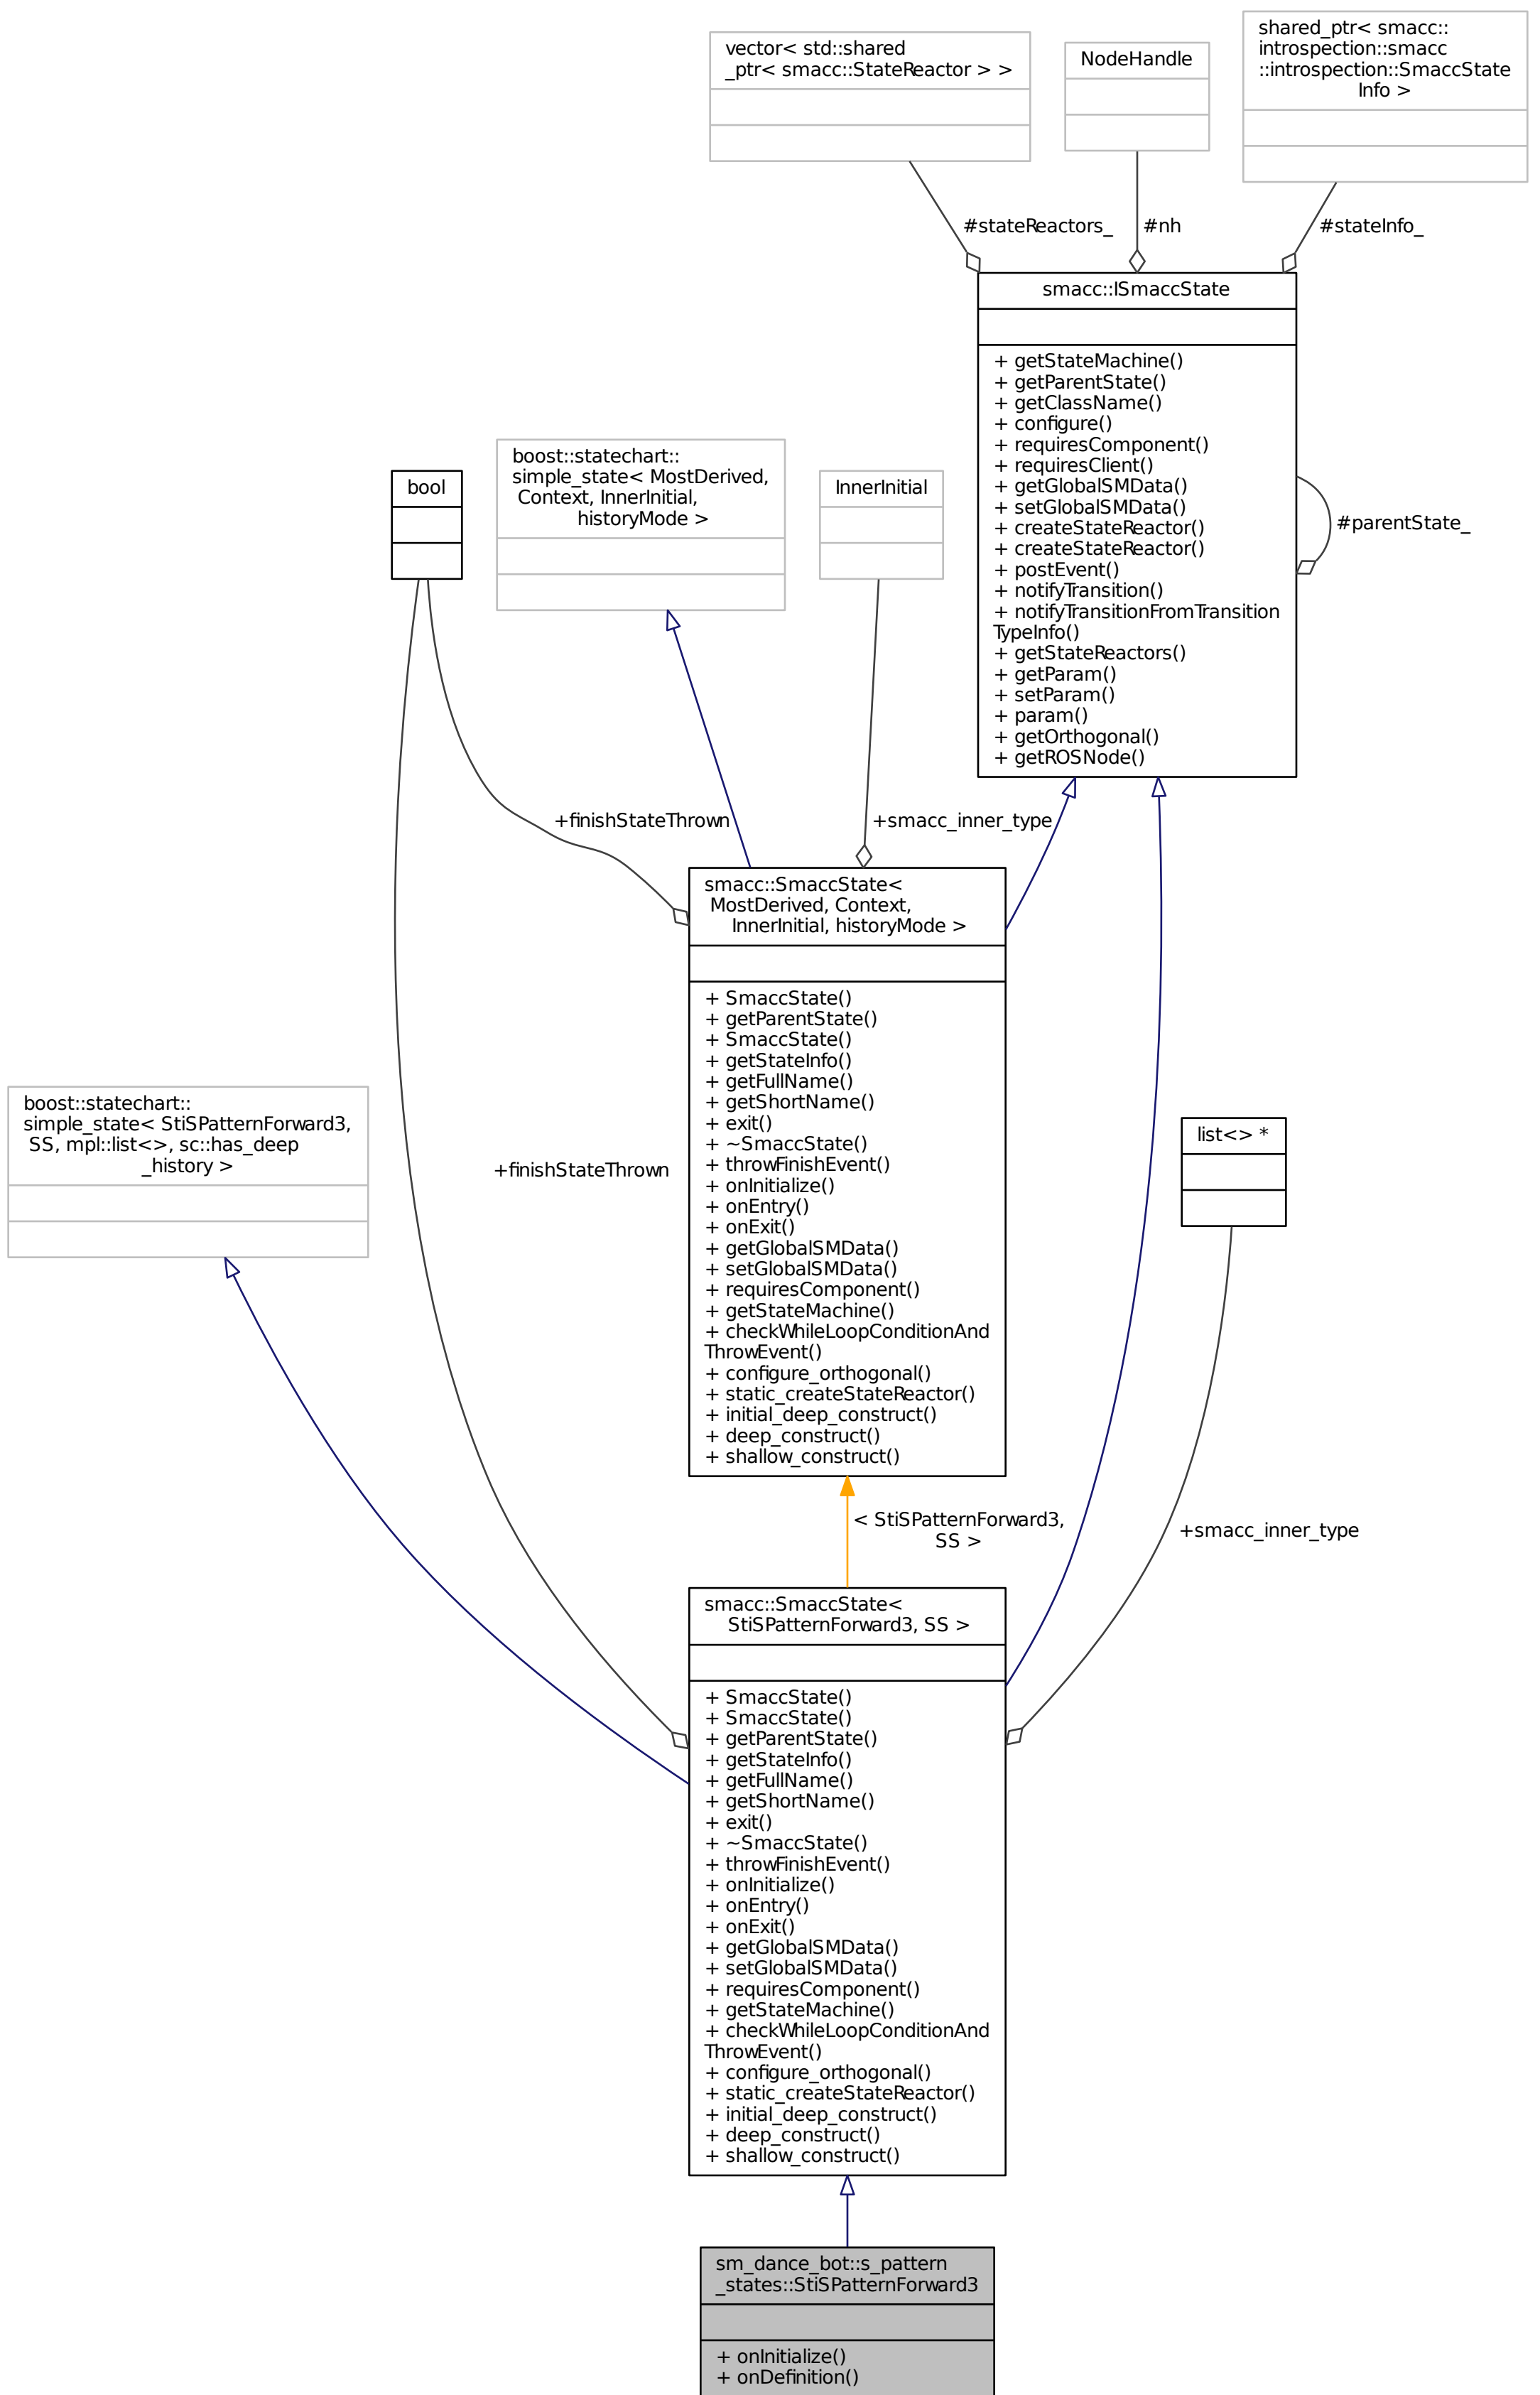 vector< std::shared
_ptr< smacc::StateReactor > >
NodeHandle
shared_ptr< smacc::
introspection::smacc
::introspection::SmaccState
Info >
#stateReactors_
#nh
#stateInfo_
smacc::ISmaccState
+ getStateMachine()
+ getParentState()
+ getClassName()
+ configure()
+ requiresComponent()
+ requiresClient()
+ getGlobalSMData()
+ setGlobalSMData()
+ createStateReactor()
+ createStateReactor()
+ postEvent()
+ notifyTransition()
+ notifyTransitionFromTransition
TypeInfo()
+ getStateReactors()
+ getParam()
+ setParam()
+ param()
+ getOrthogonal()
+ getROSNode()
#parentState_
bool
boost::statechart::
simple_state< MostDerived,
Context, InnerInitial,
historyMode >
InnerInitial
+finishStateThrown
+smacc_inner_type
smacc::SmaccState<
MostDerived, Context,
InnerInitial, historyMode >
+ SmaccState()
+ getParentState()
+ SmaccState()
+ getStateInfo()
+ getFullName()
+ getShortName()
+ exit()
+ ~SmaccState()
+ throwFinishEvent()
+ onInitialize()
+ onEntry()
+ onExit()
+ getGlobalSMData()
+ setGlobalSMData()
+ requiresComponent()
+ getStateMachine()
+ checkWhileLoopConditionAnd
ThrowEvent()
+ configure_orthogonal()
+ static_createStateReactor()
+ initial_deep_construct()
+ deep_construct()
+ shallow_construct()
boost::statechart::
simple_state< StiSPatternForward3,
SS, mpl::list<>, sc::has_deep
_history >
+finishStateThrown
list<> *
< StiSPatternForward3,
SS >
+smacc_inner_type
smacc::SmaccState<
StiSPatternForward3, SS >
+ SmaccState()
+ SmaccState()
+ getParentState()
+ getStateInfo()
+ getFullName()
+ getShortName()
+ exit()
+ ~SmaccState()
+ throwFinishEvent()
+ onInitialize()
+ onEntry()
+ onExit()
+ getGlobalSMData()
+ setGlobalSMData()
+ requiresComponent()
+ getStateMachine()
+ checkWhileLoopConditionAnd
ThrowEvent()
+ configure_orthogonal()
+ static_createStateReactor()
+ initial_deep_construct()
+ deep_construct()
+ shallow_construct()
sm_dance_bot::s_pattern
_states::StiSPatternForward3
+ onInitialize()
+ onDefinition()